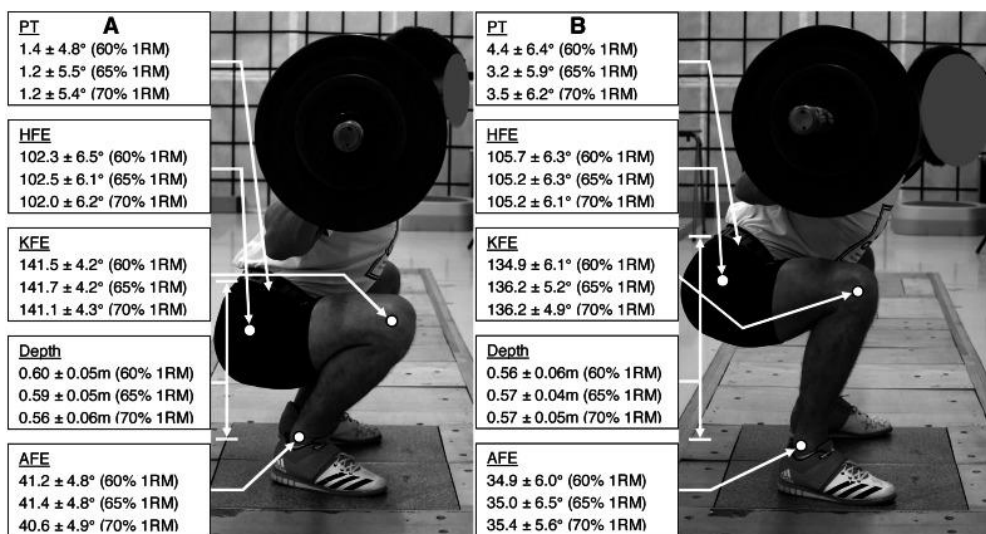 A
PT
1.4 ± 4.8° (60% 1RM)
1.2 ± 5.5° (65% 1RM)
1.2 ± 5.4° (70% 1RM)
HFE
102.3 ± 6.5° (60% 1RM)
102.5 ± 6.1° (65% 1RM)
102.0 ± 6.2° (70% 1RM)
KFE
141.5 ± 4.2° (60% 1RM)
141.7 ± 4.2° (65% 1RM)
141.1 ± 4.3° (70% 1RM)
Depth
0.60 ± 0.05m (60% 1RM)
0.59 ± 0.05m (65% 1RM)
0.56 ± 0.06m (70% 1RM)
AFE
41.2 ± 4.8° (60% 1RM)
41.4 ± 4.8° (65% 1RM)
40.6 ± 4.9° (70% 1RM)
B
PT
4.4 ± 6.4° (60% 1RM)
3.2 ± 5.9° (65% 1RM)
3.5 ± 6.2° (70% 1RM)
HFE
105.7 ± 6.3° (60% 1RM)
105.2 ± 6.3° (65% 1RM)
105.2 ± 6.1° (70% 1RM)
KFE
134.9 ± 6.1° (60% 1RM)
136.2 ± 5.2° (65% 1RM)
136.2 ± 4.9° (70% 1RM)
Depth
0.56 ± 0.06m (60% 1RM)
0.57 ± 0.04m (65% 1RM)
0.57 ± 0.05m (70% 1RM)
AFE
34.9 ± 6.0° (60% 1RM)
35.0 ± 6.5° (65% 1RM)
35.4 ± 5.6° (70% 1RM)